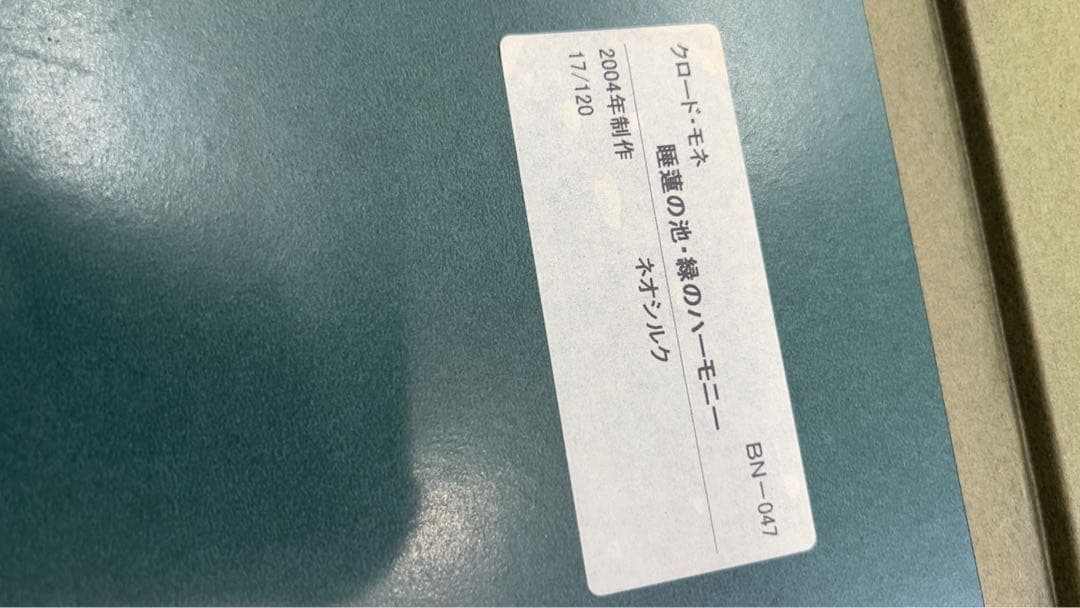 クロード・モネ
BN－047
睡蓮の池・緑のハーモニー
2004年制作 ネオシルク
17/120